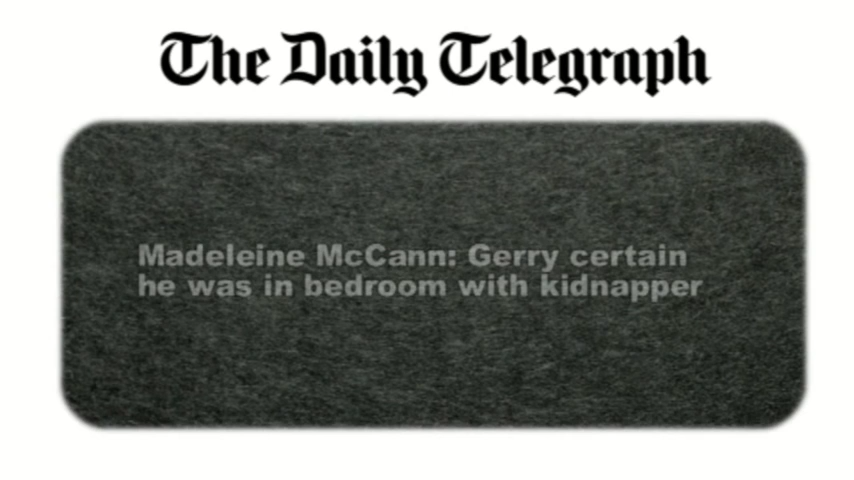 The Daily Telegraph
Madeleine McCann: Gerry certain
he was in bedroom with kidnapper